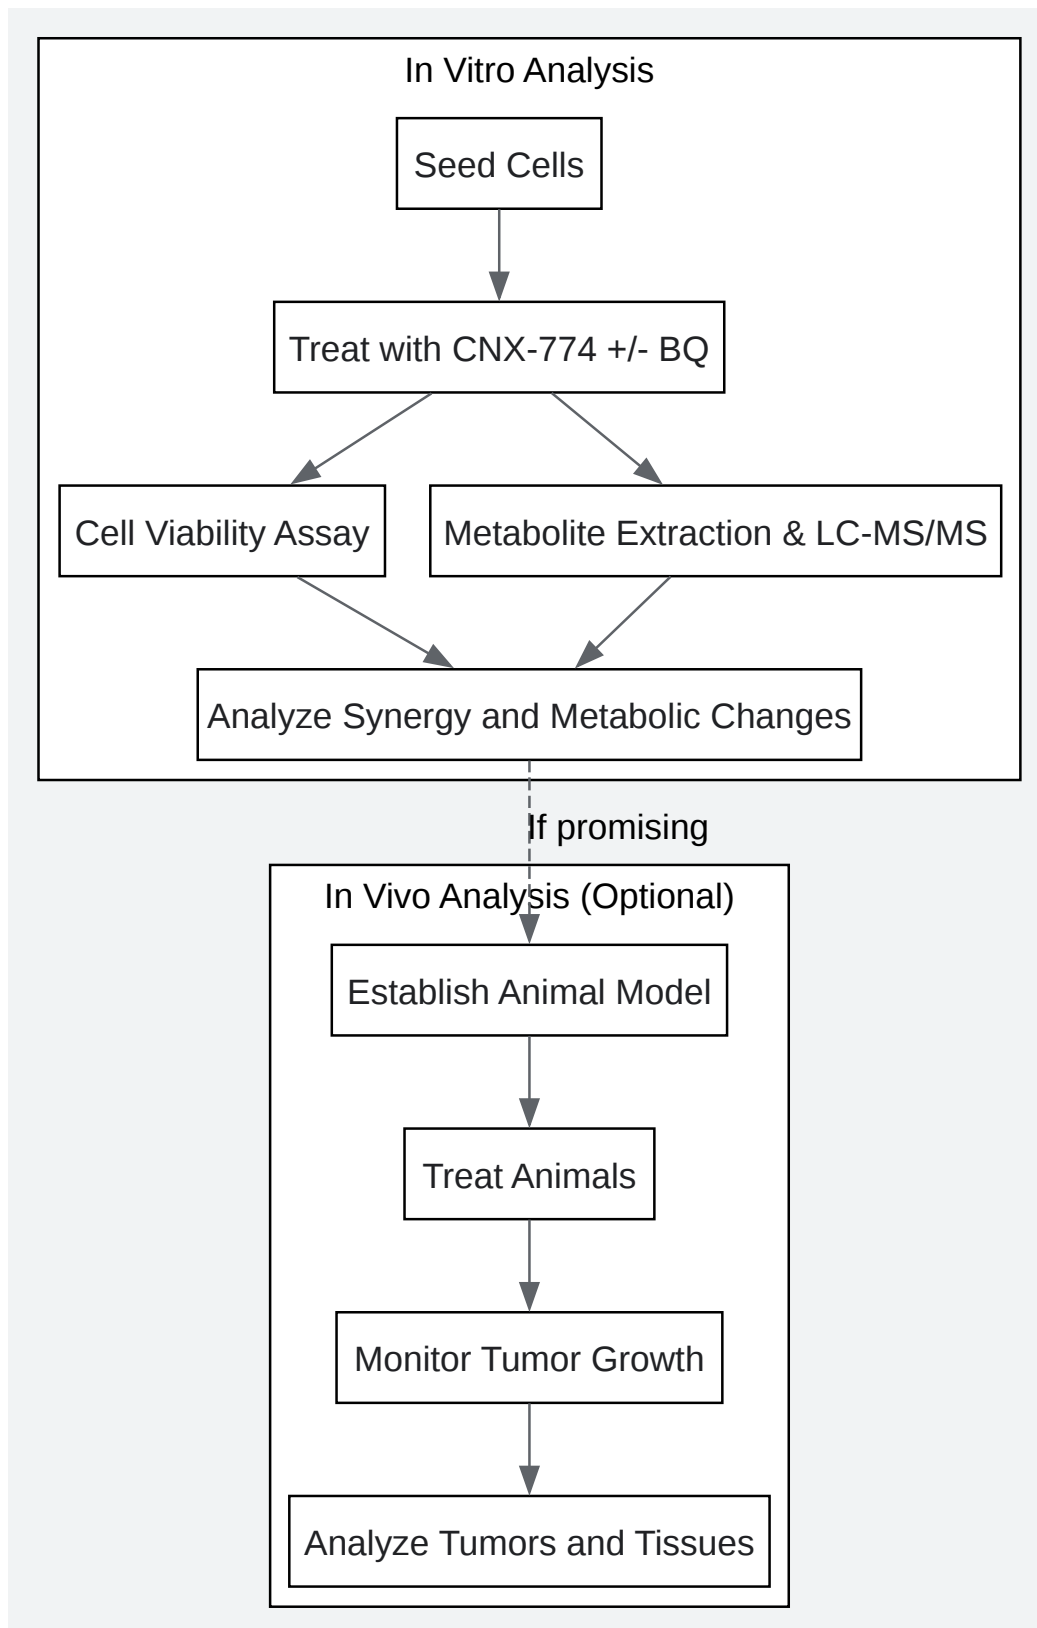 In Vitro Analysis
Seed Cells
Treat with CNX-774 +/- BQ
Cell Viability Assay
Metabolite Extraction & LC-MS/MS
Analyze Synergy and Metabolic Changes
If promising
In Vivo Analysis (Optional)
Establish Animal Model
Treat Animals
Monitor Tumor Growth
Analyze Tumors and Tissues